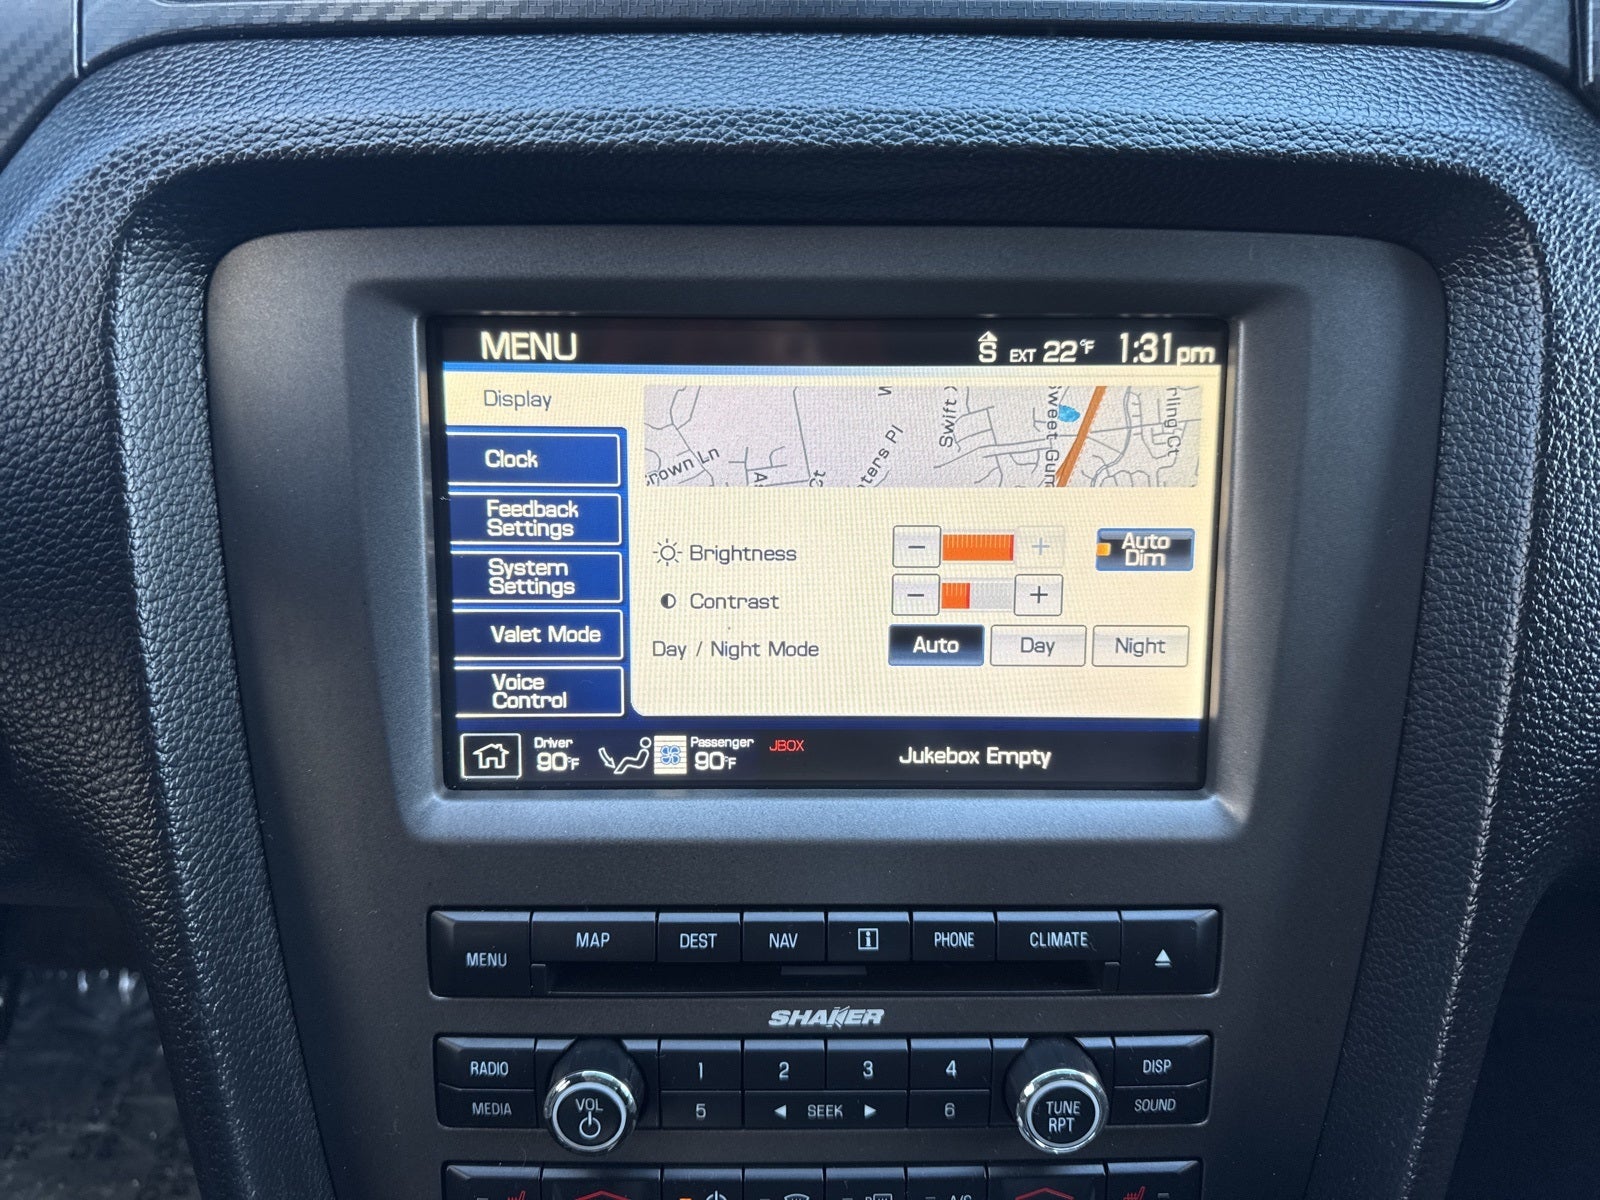 MENU
S EXT 22°F 1:31pm
Display
Clock
Feedback
Settings
System
Settings
Valet Mode
Voice
Control
Swift
Ct
Brightness
- +
Auto
Dim
Contrast
- +
Day / Night Mode
Auto Day Night
Driver
90°F
Passenger
90°F
JBOX
Jukebox Empty
MENU MAP DEST NAV i PHONE CLIMATE
SHAKER
RADIO 1 2 3 4 DISP
MEDIA VOL 5 ◄ SEEK ► 6 TUNE
RPT SOUND